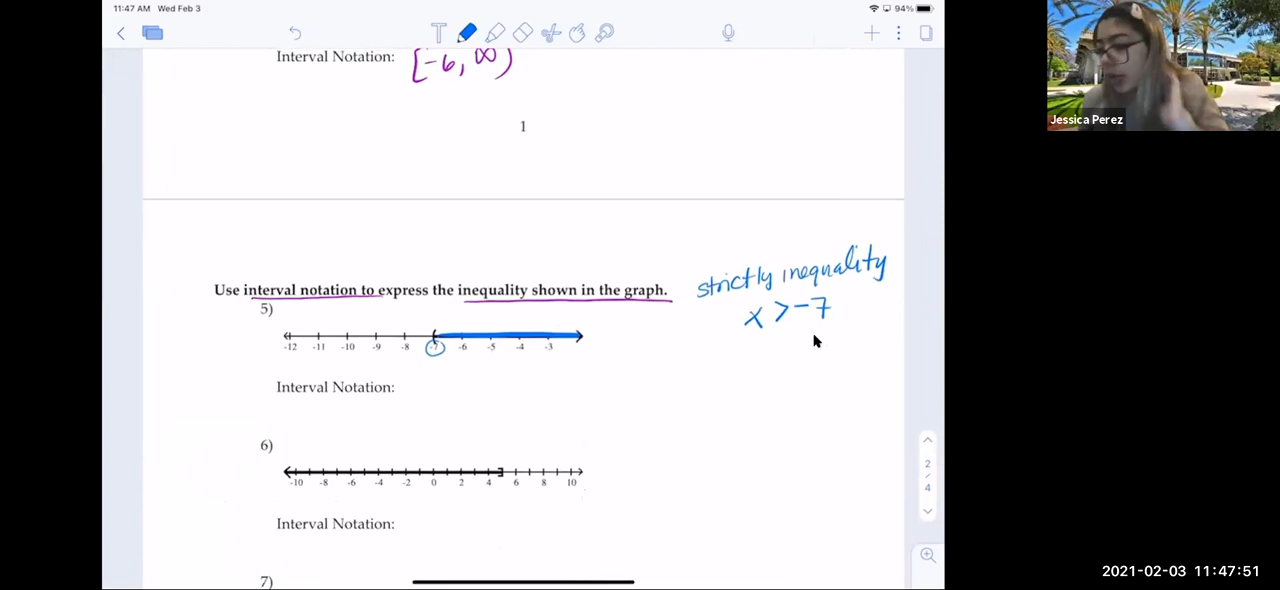 11:47 AM Wed Feb 3
94%
Interval Notation: [-6, ∞)
1
Jessica Perez
strictly inequality
x > -7
Use interval notation to express the inequality shown in the graph.
5)
-12 -11 -10 -9 -8 -7 -6 -5 -4 -3
Interval Notation:
6)
-10 -8 -6 -4 -2 0 2 4 6 8 10
Interval Notation:
7)
2
/
4
2021-02-03 11:47:51